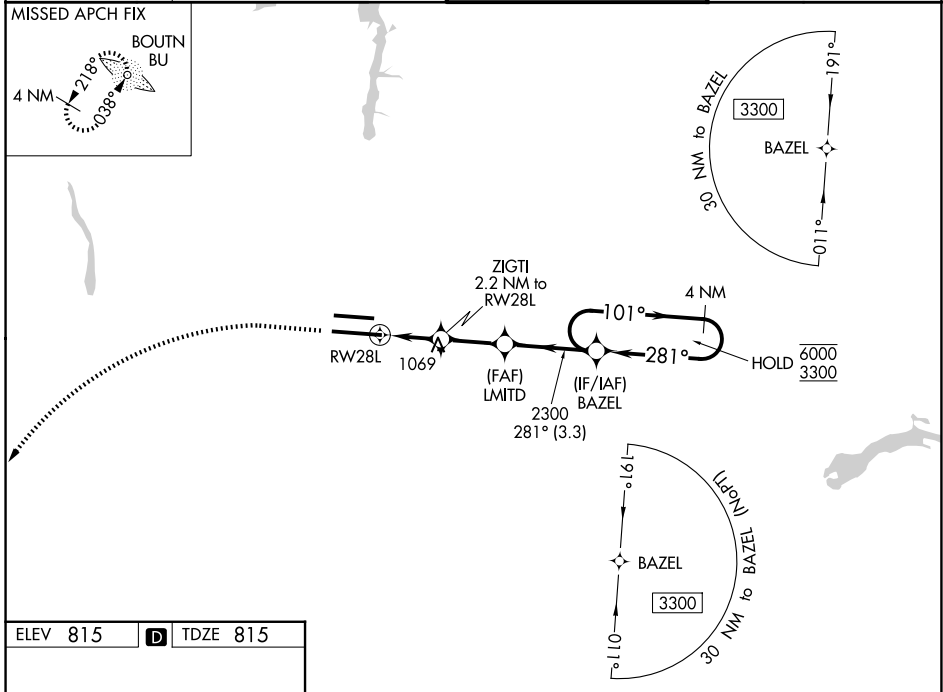 MISSED APCH FIX
BOUTN
BU
218°
038°
4 NM
30 NM to BAZEL
3300
191°
BAZEL
011°
ZIGTI
2.2 NM to
RW28L
4 NM
101°
281°
HOLD 6000
3300
RW28L
1069
(FAF)
LMITD
(IF/IAF)
BAZEL
2300
281° (3.3)
191°
BAZEL
3300
011°
30 NM to BAZEL (NoPT)
ELEV 815 D TDZE 815